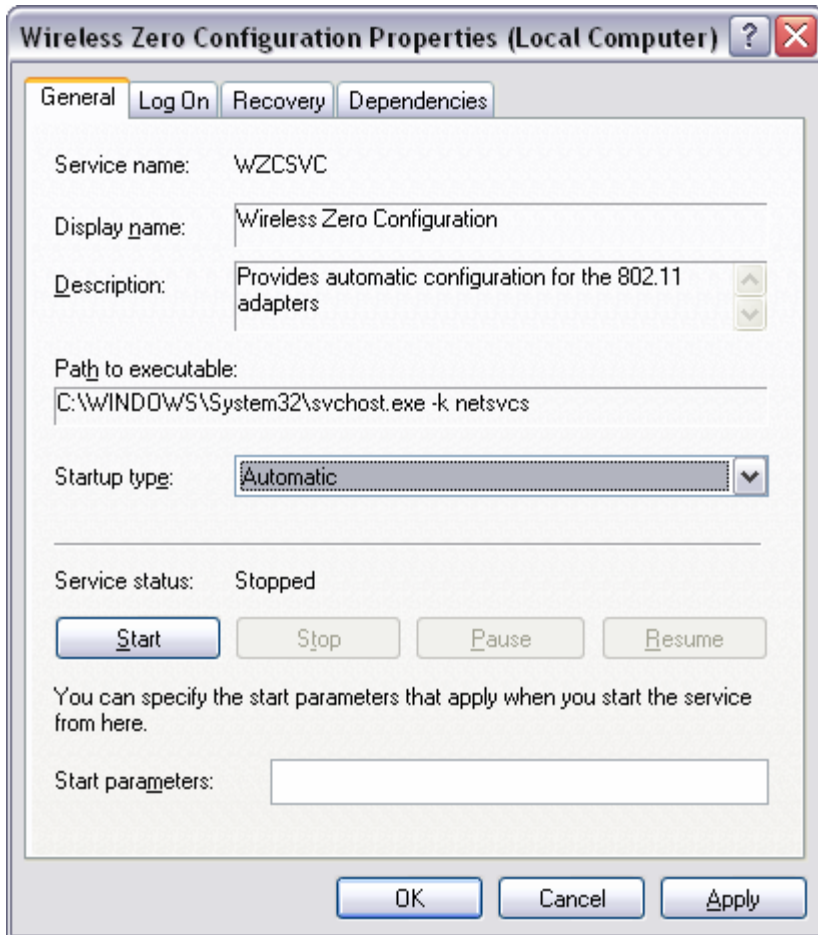 Wireless Zero Configuration Properties (Local Computer) ?
General Log On Recovery Dependencies
Service name: WZCSVC
Display name: Wireless Zero Configuration
Description: Provides automatic configuration for the 802.11
adapters
Path to executable:
C:\WINDOWS\System32\svchost.exe -k netsvcs
Startup type: Automatic
Service status: Stopped
Start Stop Pause Resume
You can specify the start parameters that apply when you start the service
from here.
Start parameters:
OK Cancel Apply